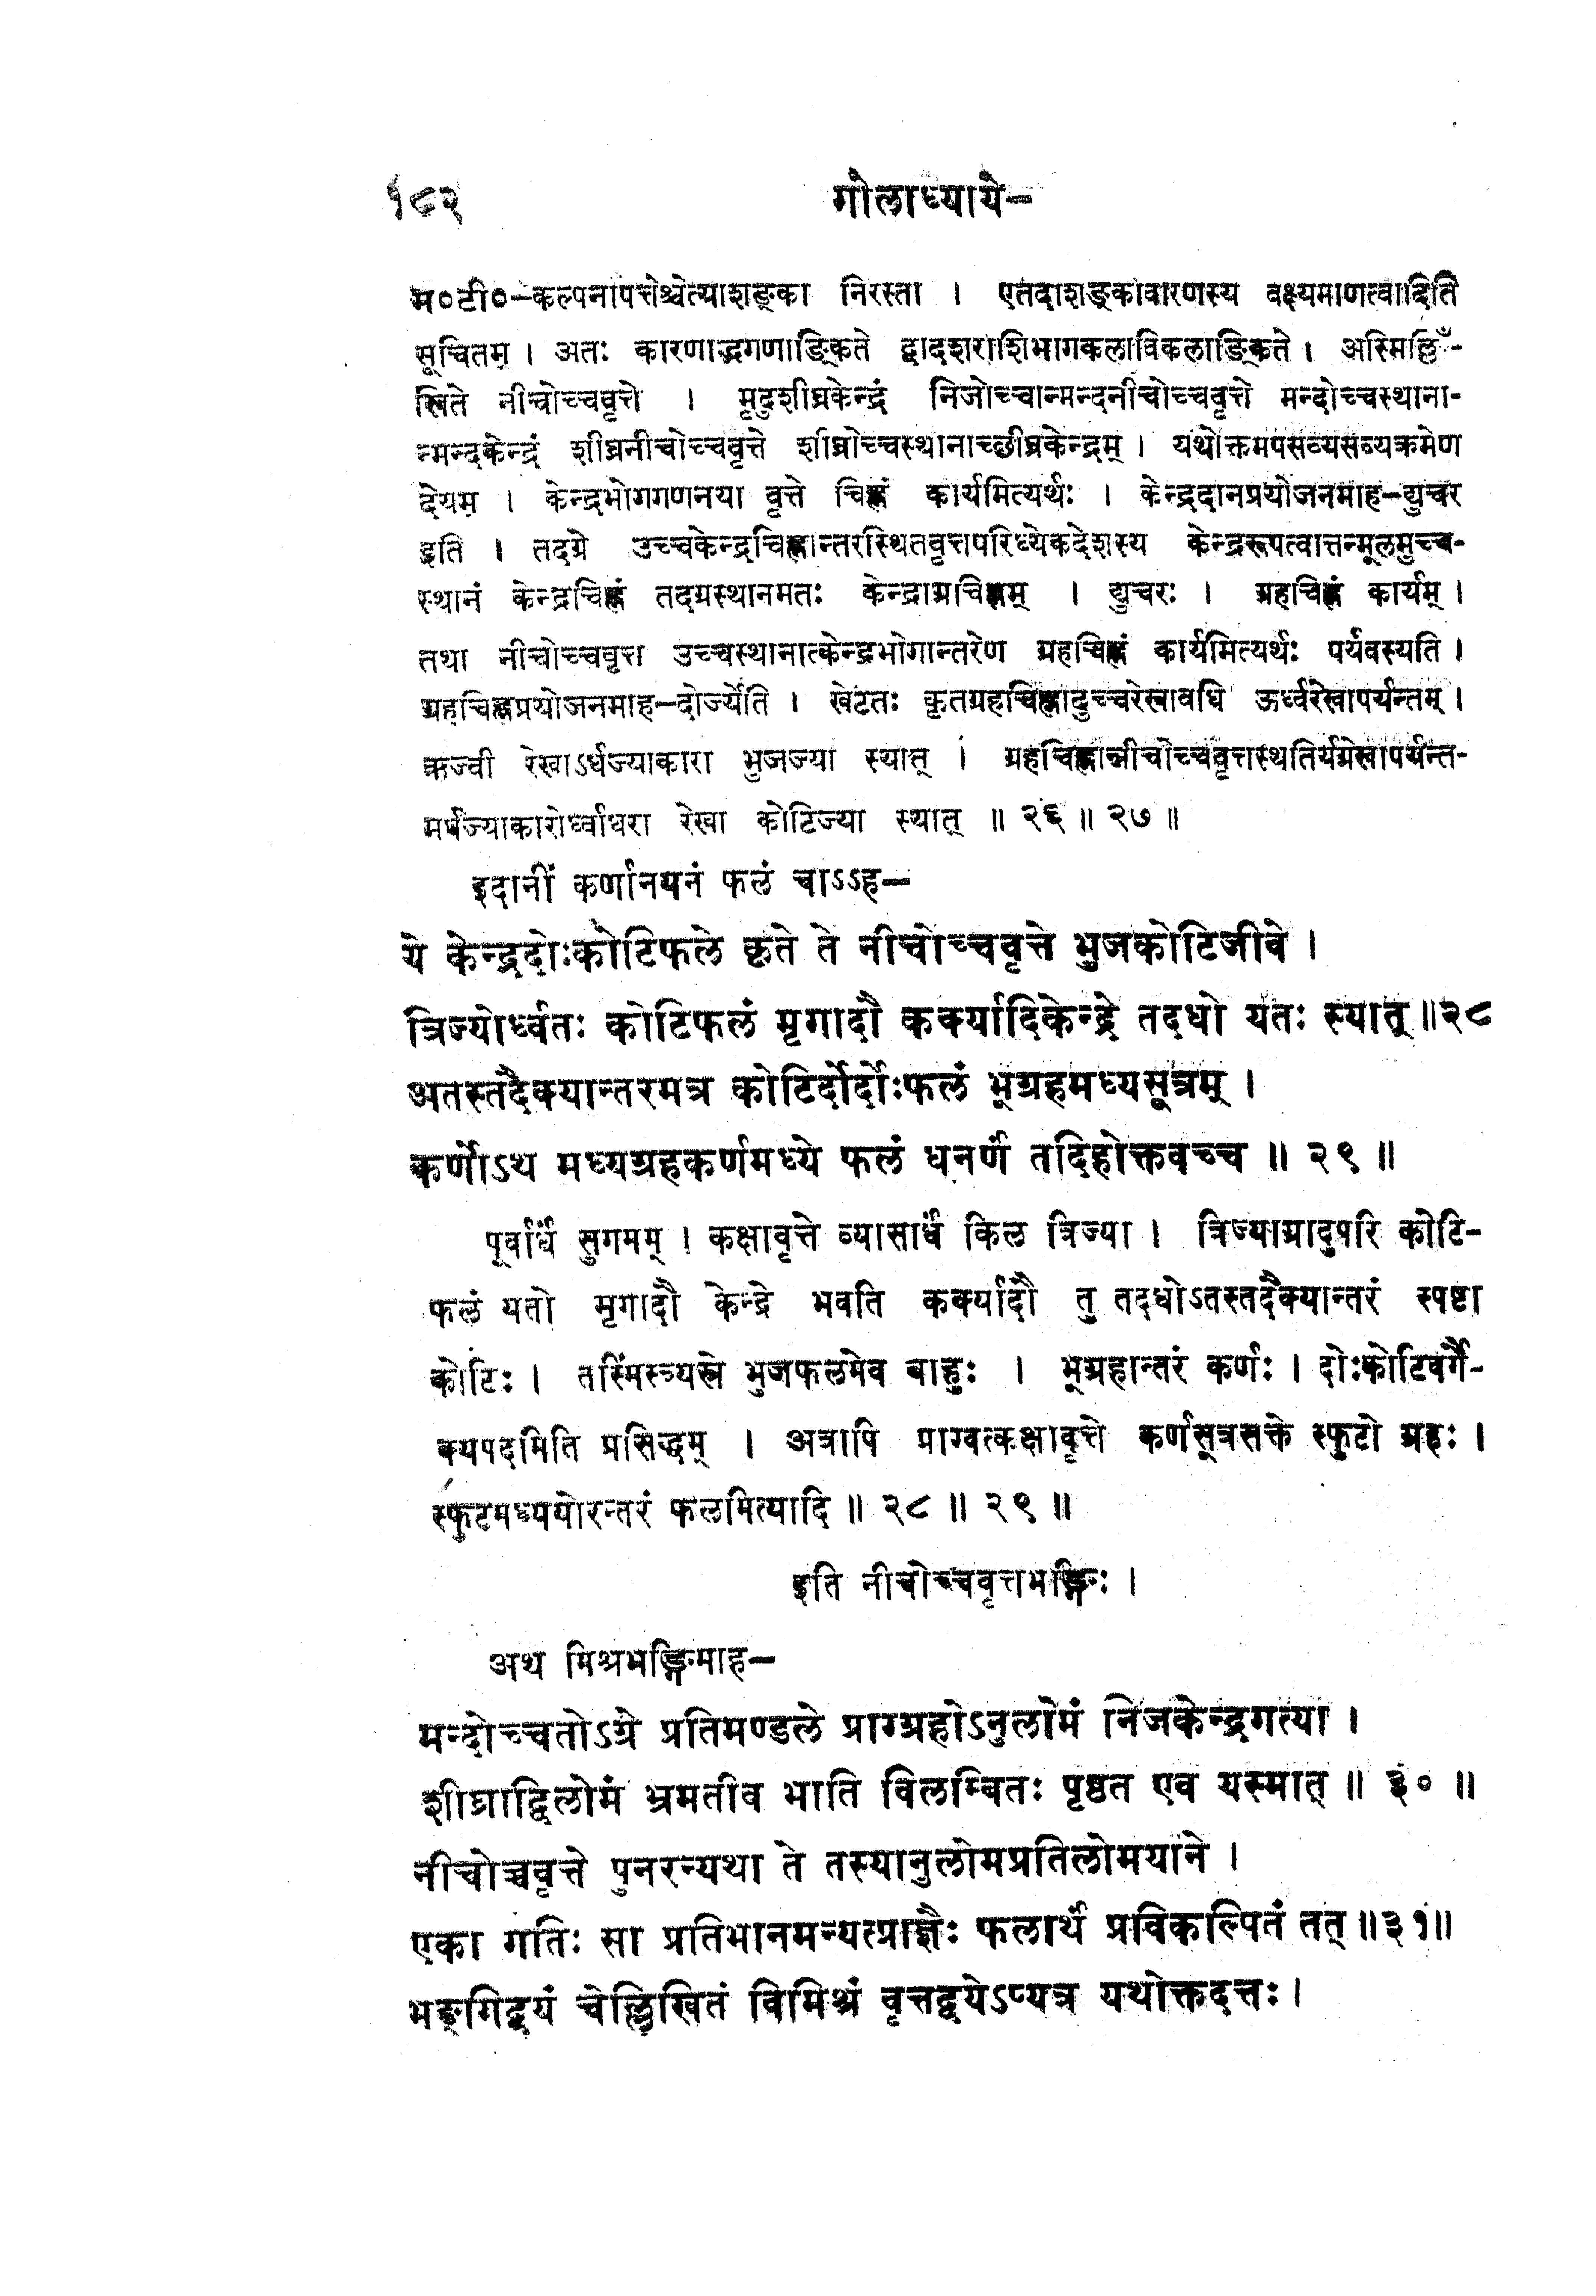 १८२ गोलाध्याये-
म०टी०-कल्पनापत्तेश्चेत्याशङ्का निरस्ता । एतदाशङ्कावारणस्य वक्ष्यमाणत्वादिति
सूचितम् । अतः कारणाद्भगणाङ्किते द्वादशराशिभागकलाविकलाङ्किते । अस्मिल्लिँ-
खिते नीचोच्चवृत्ते । मृदुशीघ्रकेन्द्रं निजोच्चान्मन्दनीचोच्चवृत्ते मन्दोच्चस्थाना-
न्मन्दकेन्द्रं शीघ्रनीचोच्चवृत्ते शीघ्रोच्चस्थानाच्छीघ्रकेन्द्रम् । यथोक्तमपसव्यसव्यक्रमेण
देयम् । केन्द्रभोगगणनया वृत्ते चिह्नं कार्यमित्यर्थः । केन्द्रदानप्रयोजनमाह-द्युचर
इति । तदग्रे उच्चकेन्द्रचिह्नान्तरस्थितवृत्तपरिध्येकदेशस्य केन्द्ररूपत्वात्तन्मूलमुच्च-
स्थानं केन्द्रचिह्नं तदग्रस्थानमतः केन्द्राग्रचिह्नम् । द्युचरः । ग्रहचिह्नं कार्यम् ।
तथा नीचोच्चवृत्त उच्चस्थानात्केन्द्रभोगान्तरेण ग्रहचिह्नं कार्यमित्यर्थः पर्यवस्यति ।
ग्रहचिह्नप्रयोजनमाह-दोर्ज्येति । खेटतः कृतग्रहचिह्नादुच्चरेखावधि ऊर्ध्वरेखापर्यन्तम् ।
ऋज्वी रेखाऽर्धज्याकारा भुजज्या स्यात् । ग्रहचिह्नान्नीचोच्चवृत्तस्थतिर्यग्रेखापर्यन्त-
मर्धज्याकारोर्ध्वाधरा रेखा कोटिज्या स्यात् ॥ २६ ॥ २७ ॥
इदानीं कर्णानयनं फलं चाऽऽह-
ये केन्द्रदोःकोटिफले कृते ते नीचोच्चवृत्ते भुजकोटिजीवे ।
त्रिज्योर्ध्वतः कोटिफलं मृगादौ कर्क्यादिकेन्द्रे तदधो यतः स्यात् ॥२८
अतस्तदैक्यान्तरमत्र कोटिर्दोर्दोःफलं भूग्रहमध्यसूत्रम् ।
कर्णोऽथ मध्यग्रहकर्णमध्ये फलं धनर्णं तदिहोक्तवच्च ॥ २९ ॥
पूर्वार्धं सुगमम् । कक्षावृत्ते व्यासार्धं किल त्रिज्या । त्रिज्याग्रादुपरि कोटि-
फलं यतो मृगादौ केन्द्रे भवति कर्क्यादौ तु तदधोऽतस्तदैक्यान्तरं स्पष्टा
कोटिः । तस्मिंस्त्र्यस्रे भुजफलमेव बाहुः । भूग्रहान्तरं कर्णः । दोःकोटिवर्गै-
क्यपदमिति प्रसिद्धम् । अत्रापि प्राग्वत्कक्षावृत्ते कर्णसूत्रसक्ते स्फुटो ग्रहः ।
स्फुटमध्ययोरन्तरं फलमित्यादि ॥ २८ ॥ २९ ॥
इति नीचोच्चवृत्तभङ्गिः ।
अथ मिश्रभङ्गिमाह-
मन्दोच्चतोऽग्रे प्रतिमण्डले प्राग्ग्रहोऽनुलोमं निजकेन्द्रगत्या ।
शीघ्राद्विलोमं भ्रमतीव भाति विलम्बितः पृष्ठत एव यस्मात् ॥ ३० ॥
नीचोच्चवृत्ते पुनरन्यथा ते तस्यानुलोमप्रतिलोमयाने ।
एका गतिः सा प्रतिभानमन्यत्प्राज्ञैः फलार्थं प्रविकल्पितं तत् ॥३१॥
भङ्गिद्वयं चेल्लिखितं विमिश्रं वृत्तद्वयेऽप्यत्र यथोक्तदत्तः ।